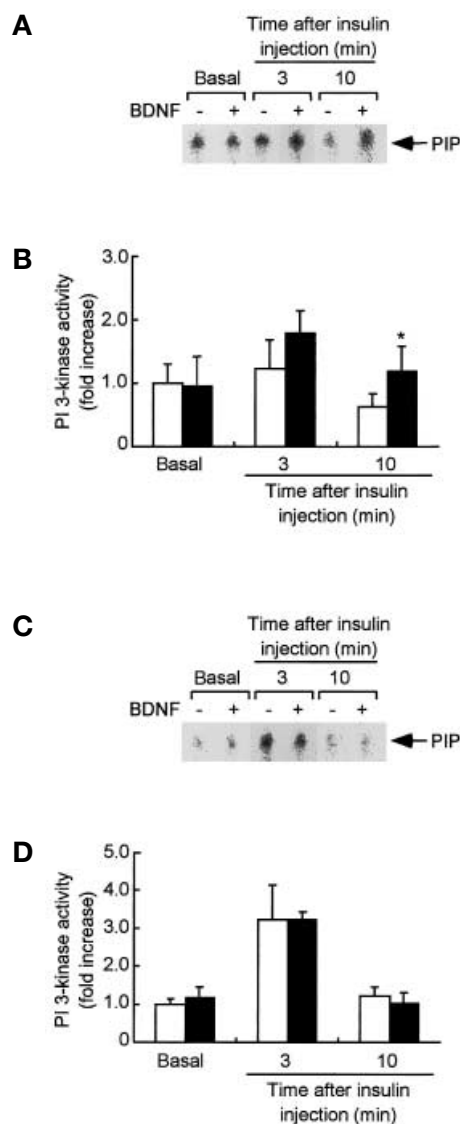 A
Time after insulin
injection (min)
Basal 3 10
BDNF - + - + - +
PIP
B
PI 3-kinase activity
(fold increase)
3.0
2.0
1.0
0
*
Basal 3 10
Time after insulin
injection (min)
C
Time after insulin
injection (min)
Basal 3 10
BDNF - + - + - +
PIP
D
PI 3-kinase activity
(fold increase)
5.0
4.0
3.0
2.0
1.0
0
Basal 3 10
Time after insulin
injection (min)